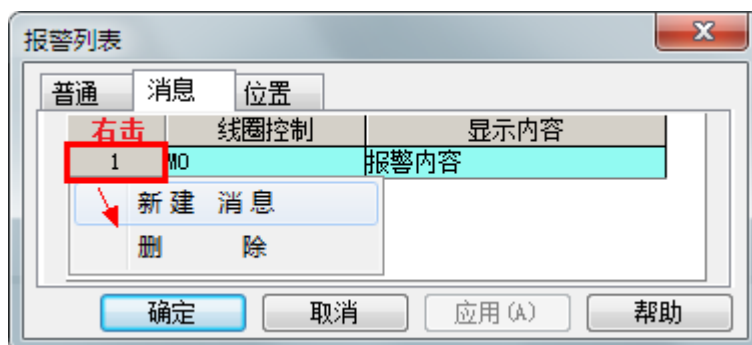 报警列表
普通 消息 位置
右击 线圈控制 显示内容
1 M0 报警内容
新 建 消 息
删 除
确定 取消 应用(A) 帮助